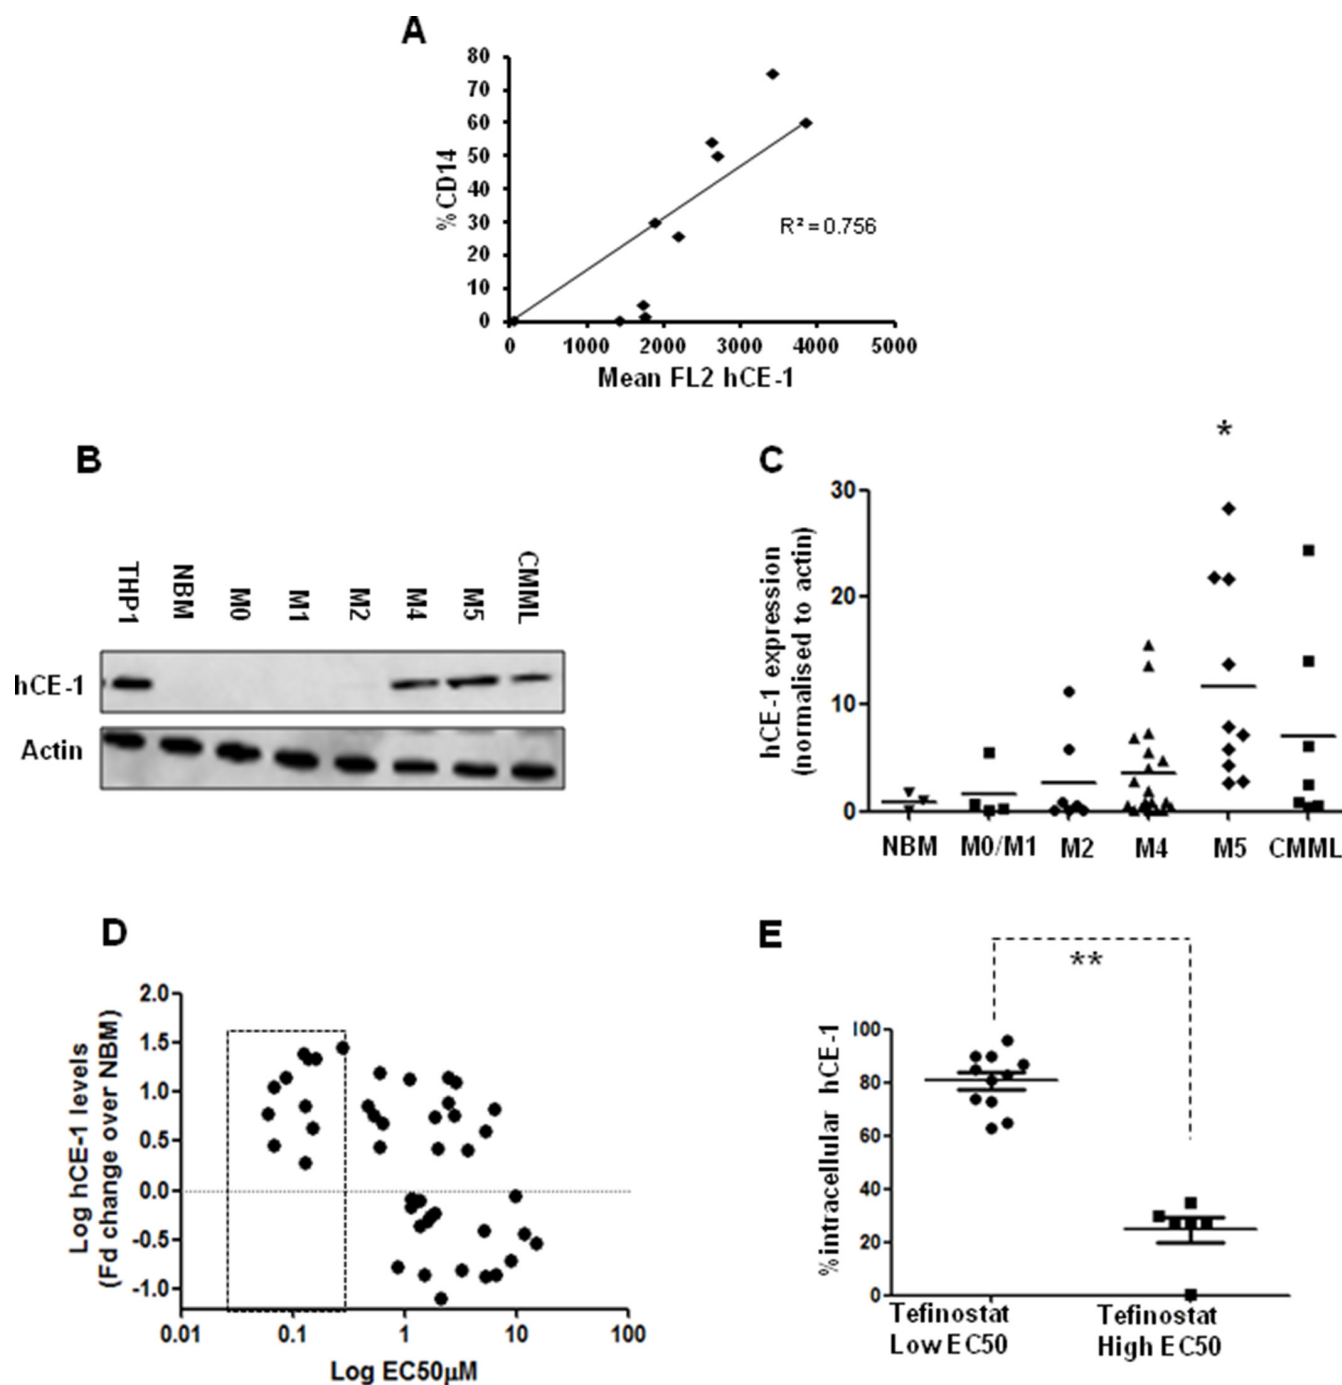 A
80
70
60
50
40
30
20
10
0
%CD14
R² = 0.756
0 1000 2000 3000 4000 5000
Mean FL2 hCE-1
B
THP1 NBM M0 M1 M2 M4 M5 CMML
hCE-1
Actin
C
*
30
20
10
0
hCE-1 expression
(normalised to actin)
NBM M0/M1 M2 M4 M5 CMML
D
2.0
1.5
1.0
0.5
0.0
-0.5
-1.0
Log hCE-1 levels
(Fd change over NBM)
0.01 0.1 1 10 100
Log EC50µM
E
**
100
80
60
40
20
0
%intracellular hCE-1
Tefinostat Tefinostat
Low EC50 High EC50